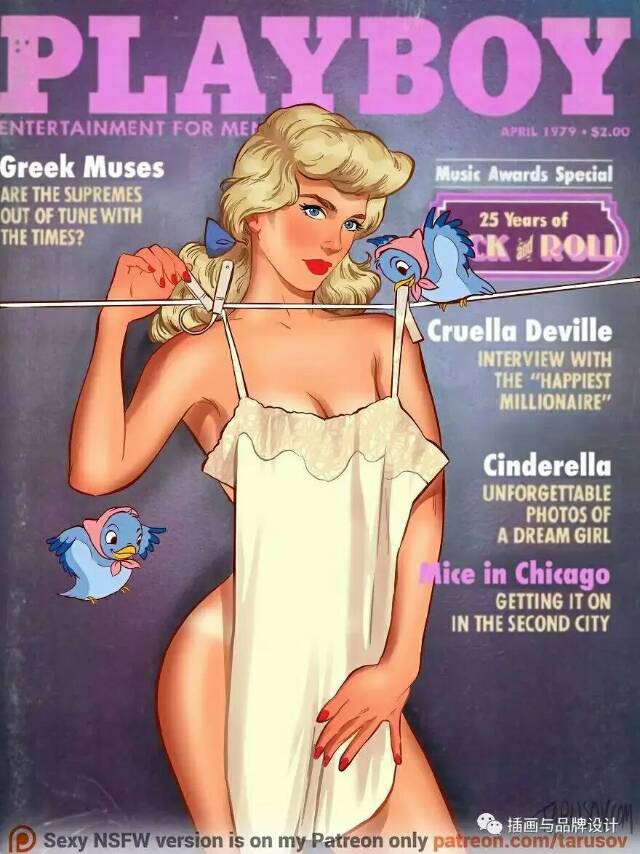 PLAYBOY
ENTERTAINMENT FOR ME
APRIL 1979 • $2.00
Greek Muses
ARE THE SUPREMES
OUT OF TUNE WITH
THE TIMES?
Music Awards Special
25 Years of
CK and ROLL
Cruella Deville
INTERVIEW WITH
THE "HAPPIEST
MILLIONAIRE"
Cinderella
UNFORGETTABLE
PHOTOS OF
A DREAM GIRL
Mice in Chicago
GETTING IT ON
IN THE SECOND CITY
插画与品牌设计
Sexy NSFW version is on my Patreon only patreon.com/tarusov